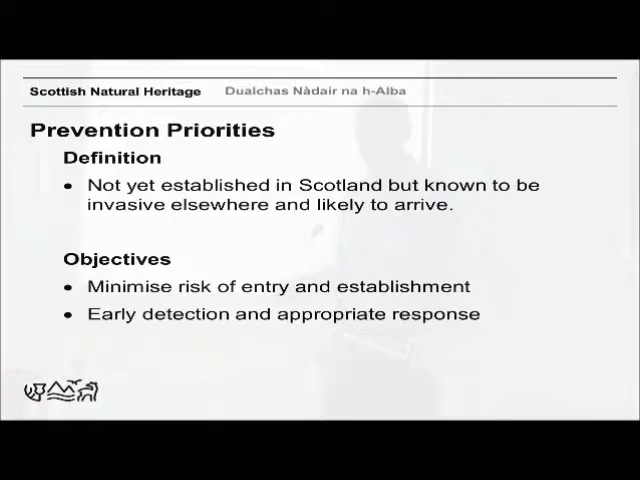 Scottish Natural Heritage Dualchas Nàdair na h-Alba
Prevention Priorities
Definition
• Not yet established in Scotland but known to be
invasive elsewhere and likely to arrive.
Objectives
• Minimise risk of entry and establishment
• Early detection and appropriate response